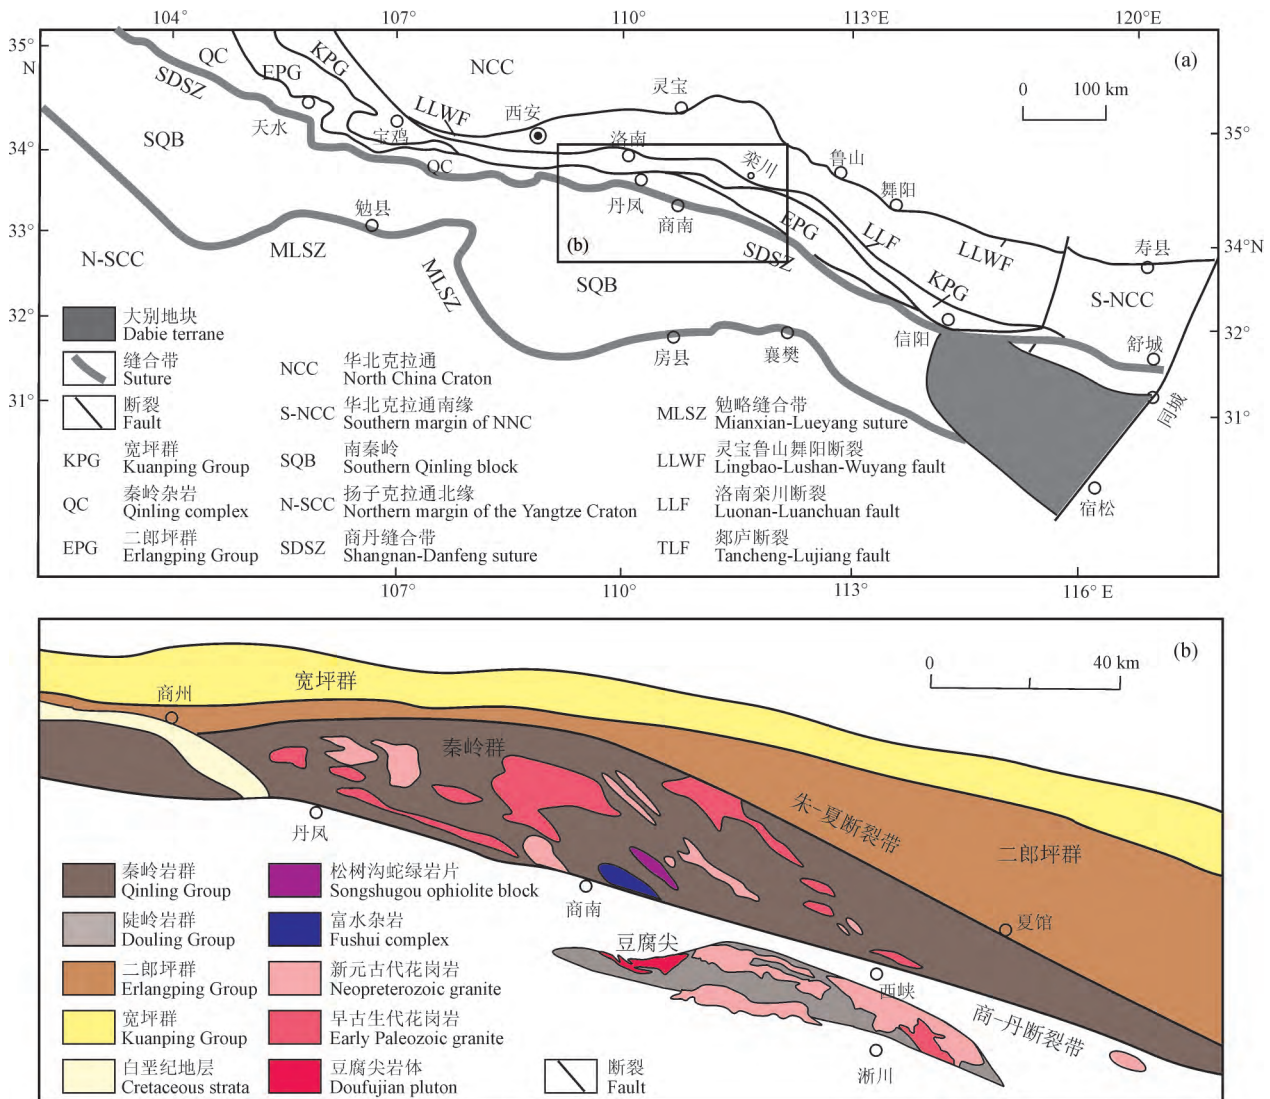 104°
107°
110°
113°E
120°E
35°
N
34°
33°
32°
31°
35°
34°N
32°
31°
(a)
0 100 km
QC
KPG
EPG
SDSZ
NCC
LLWF
西安
灵宝
天水
宝鸡
洛南
栾川
鲁山
舞阳
SQB
QC
丹凤
商南
(b)
EPG
SDSZ
LLF
LLWF
KPG
寿县
S-NCC
勉县
MLSZ
MLSZ
N-SCC
SQB
信阳
舒城
房县
襄樊
同城
宿松
大别地块
Dabie terrane
缝合带
Suture
断裂
Fault
KPG 宽坪群
Kuanping Group
QC 秦岭杂岩
Qinling complex
EPG 二郎坪群
Erlangping Group
NCC 华北克拉通
North China Craton
S-NCC 华北克拉通南缘
Southern margin of NNC
SQB 南秦岭
Southern Qinling block
N-SCC 扬子克拉通北缘
Northern margin of the Yangtze Craton
SDSZ 商丹缝合带
Shangnan-Danfeng suture
MLSZ 勉略缝合带
Mianxian-Lueyang suture
LLWF 灵宝鲁山舞阳断裂
Lingbao-Lushan-Wuyang fault
LLF 洛南栾川断裂
Luonan-Luanchuan fault
TLF 郯庐断裂
Tancheng-Lujiang fault
107°
110°
113°
116° E
(b)
0 40 km
宽坪群
商州
秦岭群
朱-夏断裂带
二郎坪群
丹凤
商南
夏馆
豆腐尖
西峡
商-丹断裂带
淅川
秦岭岩群
Qinling Group
陡岭岩群
Douling Group
二郎坪群
Erlangping Group
宽坪群
Kuanping Group
白垩纪地层
Cretaceous strata
松树沟蛇绿岩片
Songshugou ophiolite block
富水杂岩
Fushui complex
新元古代花岗岩
Neopreterozoic granite
早古生代花岗岩
Early Paleozoic granite
豆腐尖岩体
Doufujian pluton
断裂
Fault